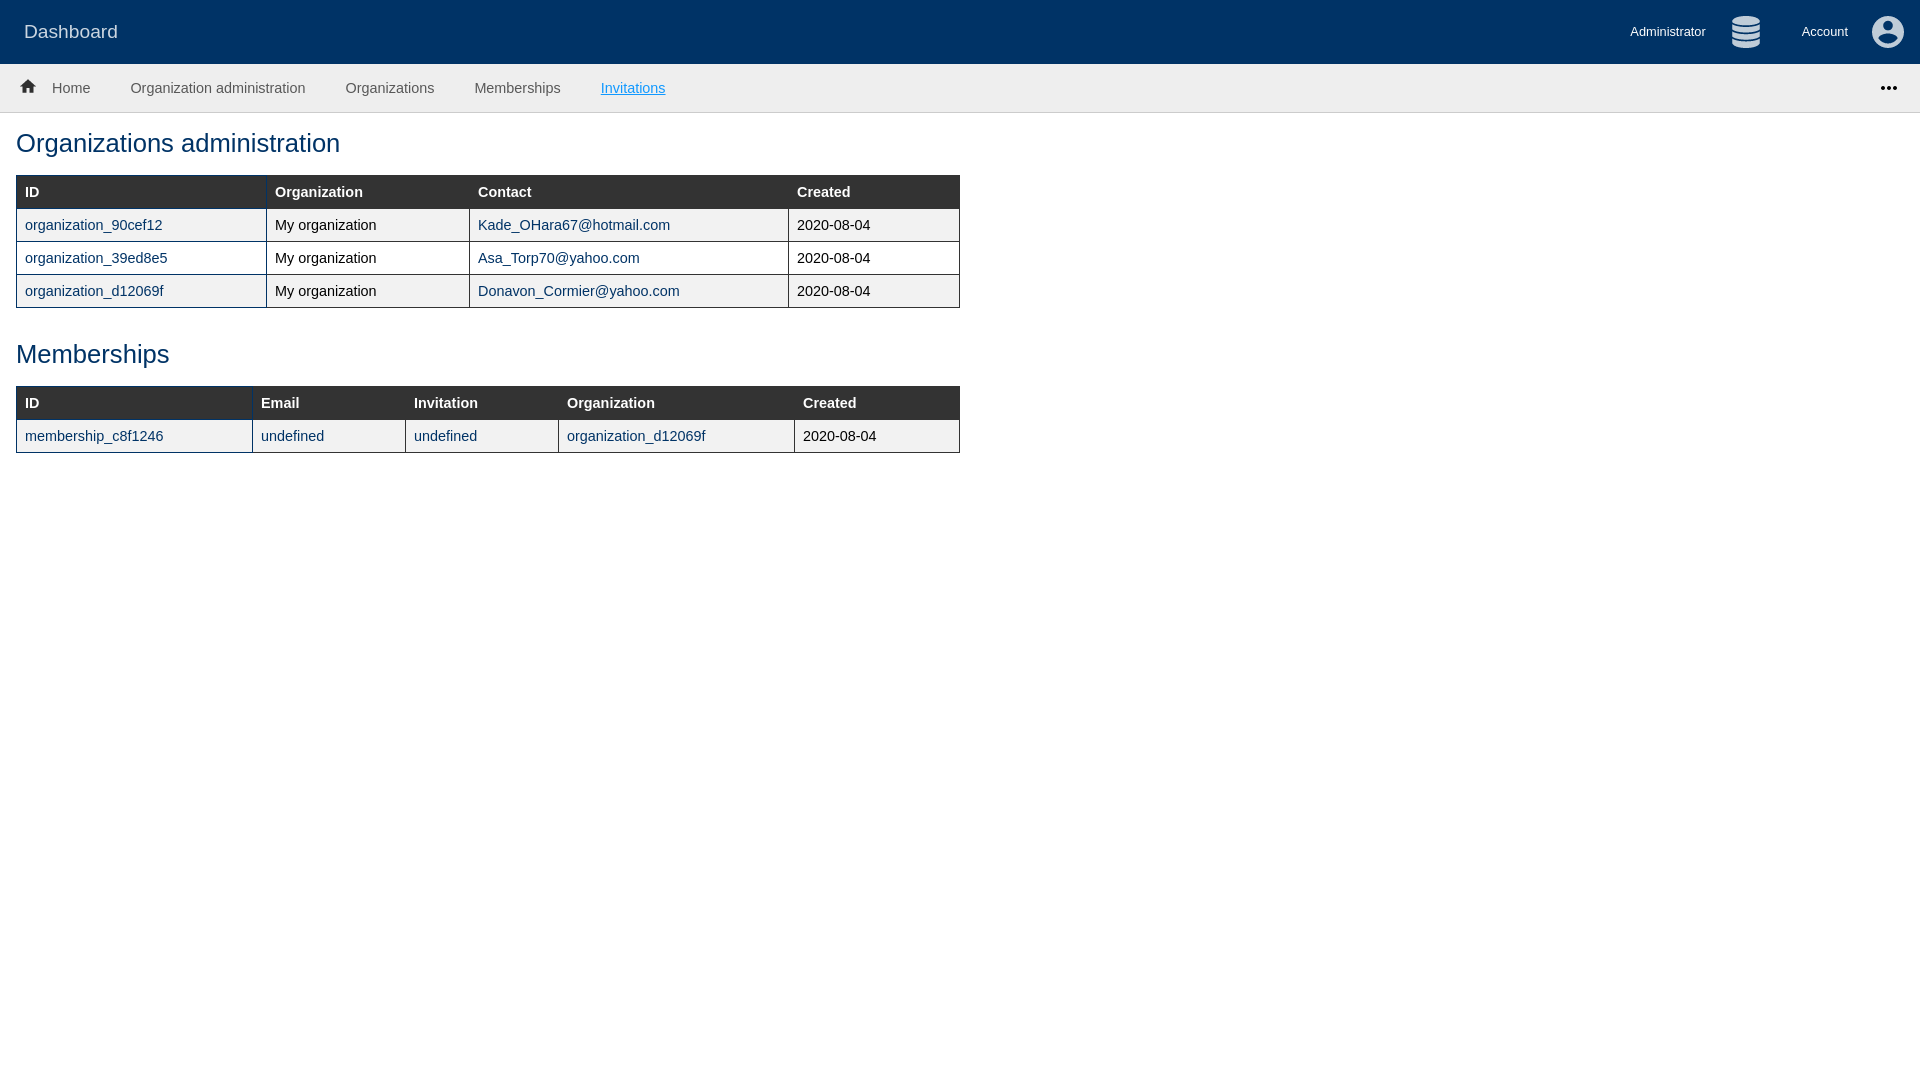 Dashboard
Administrator
Account
Home
Organization administration
Organizations
Memberships
Invitations
Organizations administration
ID Organization Contact Created
organization_90cef12 My organization Kade_OHara67@hotmail.com 2020-08-04
organization_39ed8e5 My organization Asa_Torp70@yahoo.com 2020-08-04
organization_d12069f My organization Donavon_Cormier@yahoo.com 2020-08-04
Memberships
ID Email Invitation Organization Created
membership_c8f1246 undefined undefined organization_d12069f 2020-08-04